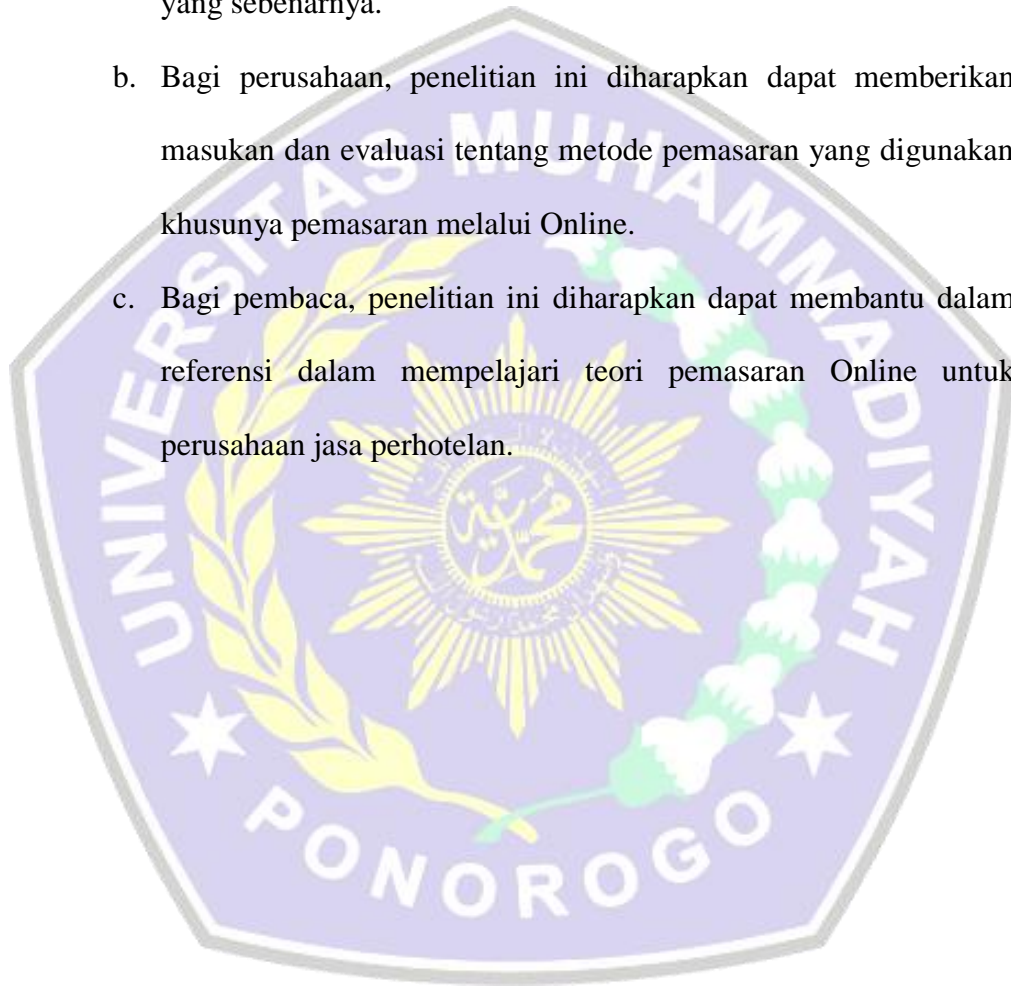 yang sebenarnya.
b. Bagi perusahaan, penelitian ini diharapkan dapat memberikan
masukan dan evaluasi tentang metode pemasaran yang digunakan
khusunya pemasaran melalui Online.
c. Bagi pembaca, penelitian ini diharapkan dapat membantu dalam
referensi dalam mempelajari teori pemasaran Online untuk
perusahaan jasa perhotelan.
UNIVERSITAS MUHAMMADIYAH
PONOROGO
محمدية